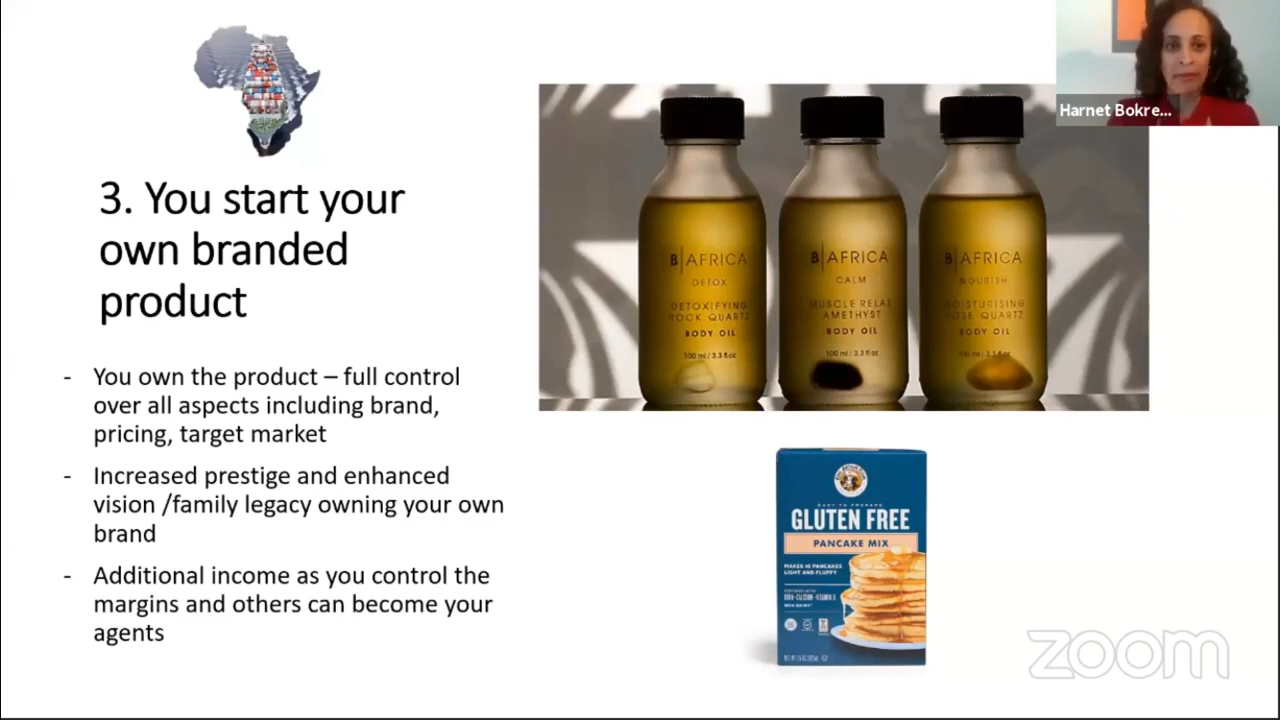 Harnet Bokre...
3. You start your
own branded
product
- You own the product – full control
over all aspects including brand,
pricing, target market
- Increased prestige and enhanced
vision /family legacy owning your own
brand
- Additional income as you control the
margins and others can become your
agents
B|AFRICA
DETOX
DETOXIFYING
ROCK QUARTZ
BODY OIL
100 ml / 3.3 fl oz
B|AFRICA
CALM
MUSCLE RELAX
AMETHYST
BODY OIL
100 ml / 3.3 fl oz
B|AFRICA
NOURISH
MOISTURISING
ROSE QUARTZ
BODY OIL
100 ml / 3.3 fl oz
GLUTEN FREE
PANCAKE MIX
MAKES 16 PANCAKES
LIGHT AND FLUFFY
zoom